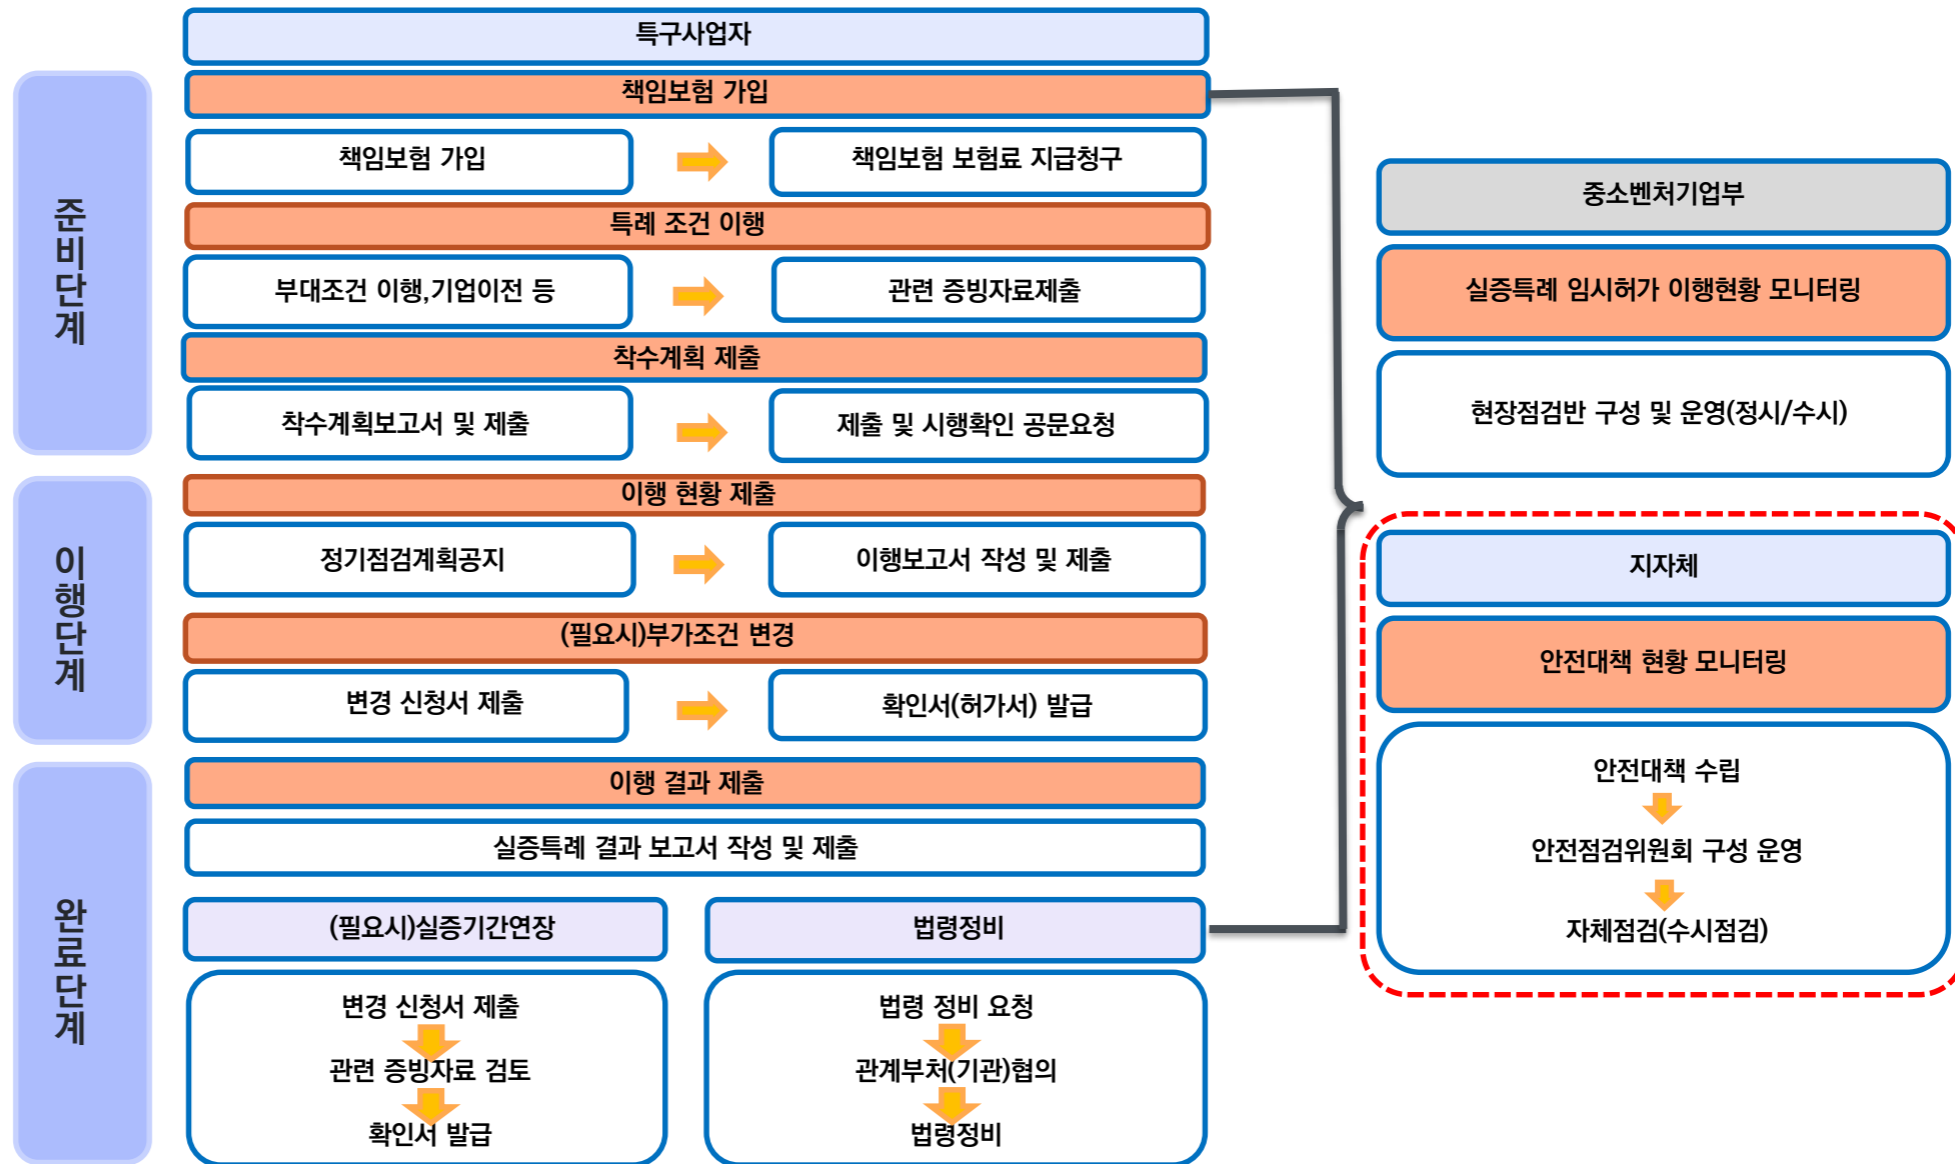 특구사업자
준비단계
책임보험 가입
책임보험 가입
책임보험 보험료 지급청구
특례 조건 이행
부대조건 이행,기업이전 등
관련 증빙자료제출
착수계획 제출
착수계획보고서 및 제출
제출 및 시행확인 공문요청
이행단계
이행 현황 제출
정기점검계획공지
이행보고서 작성 및 제출
(필요시)부가조건 변경
변경 신청서 제출
확인서(허가서) 발급
완료단계
이행 결과 제출
실증특례 결과 보고서 작성 및 제출
(필요시)실증기간연장
변경 신청서 제출
관련 증빙자료 검토
확인서 발급
법령정비
법령 정비 요청
관계부처(기관)협의
법령정비
중소벤처기업부
실증특례 임시허가 이행현황 모니터링
현장점검반 구성 및 운영(정시/수시)
지자체
안전대책 현황 모니터링
안전대책 수립
안전점검위원회 구성 운영
자체점검(수시점검)